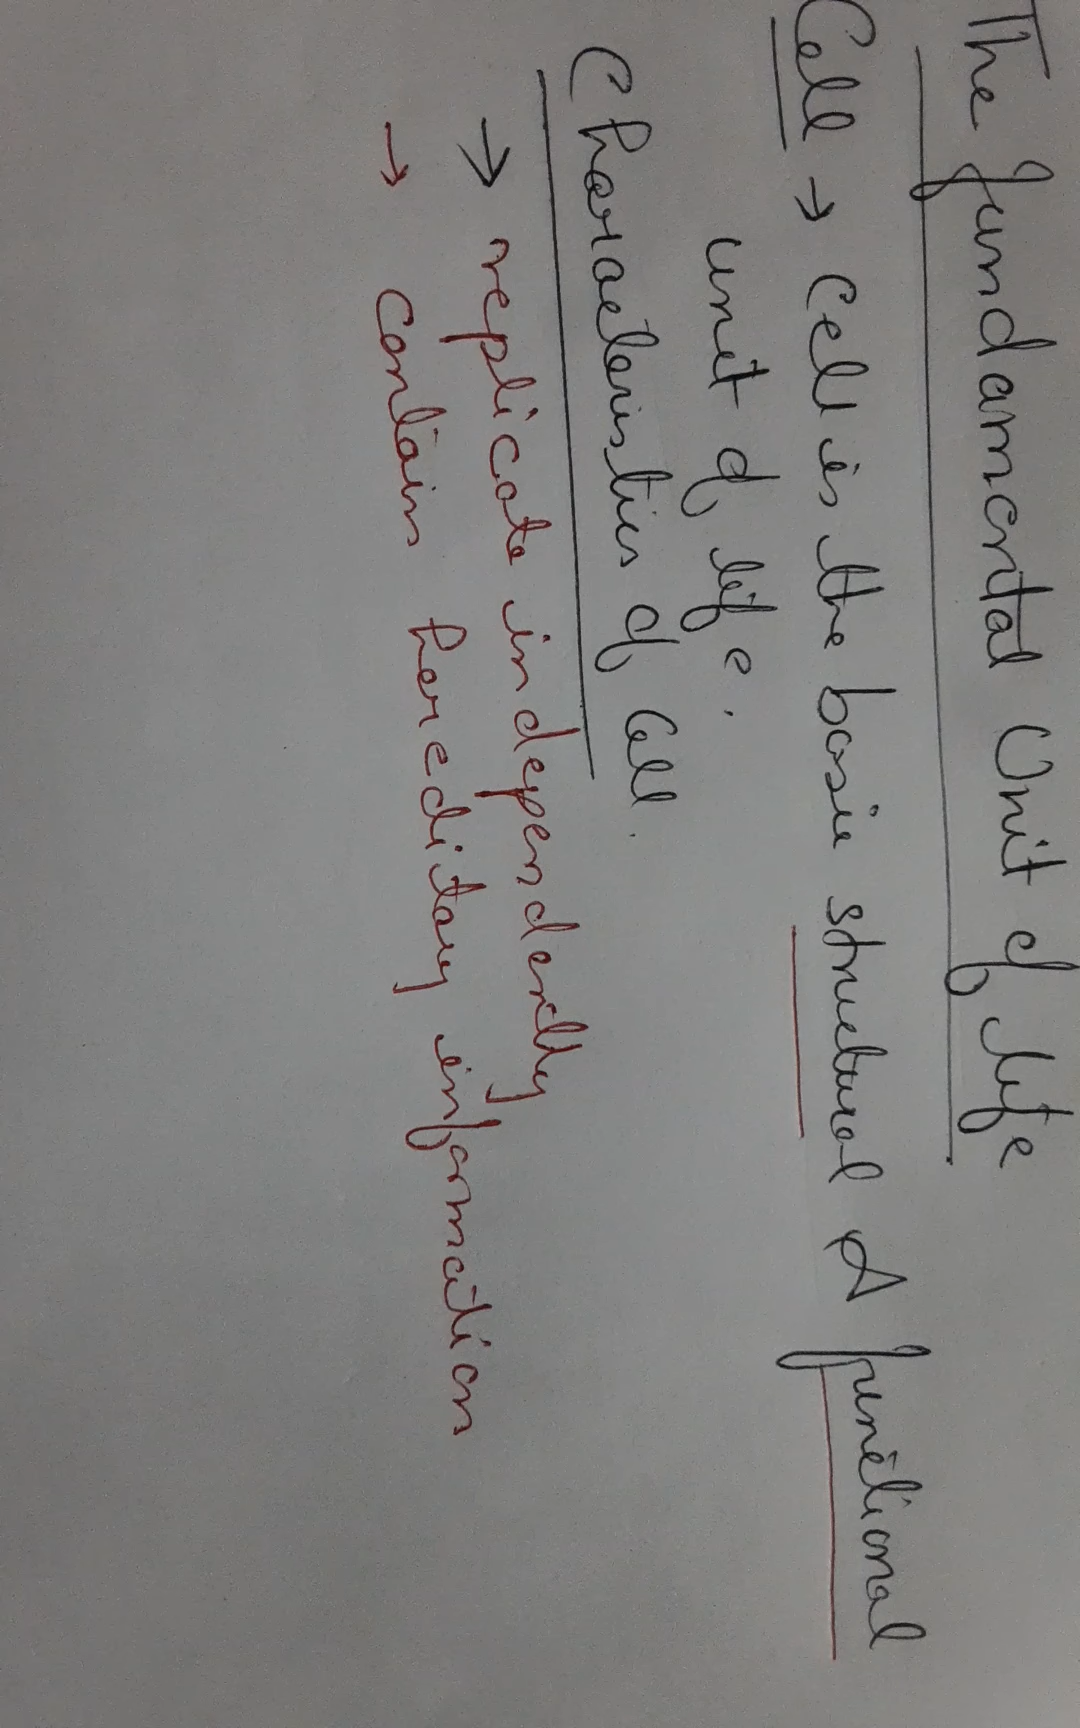 The fundamental Unit of life
Cell → Cell is the basic structural & functional
unit of life.
Characteristics of Cell.
→ replicate independently
→ Contain hereditary information